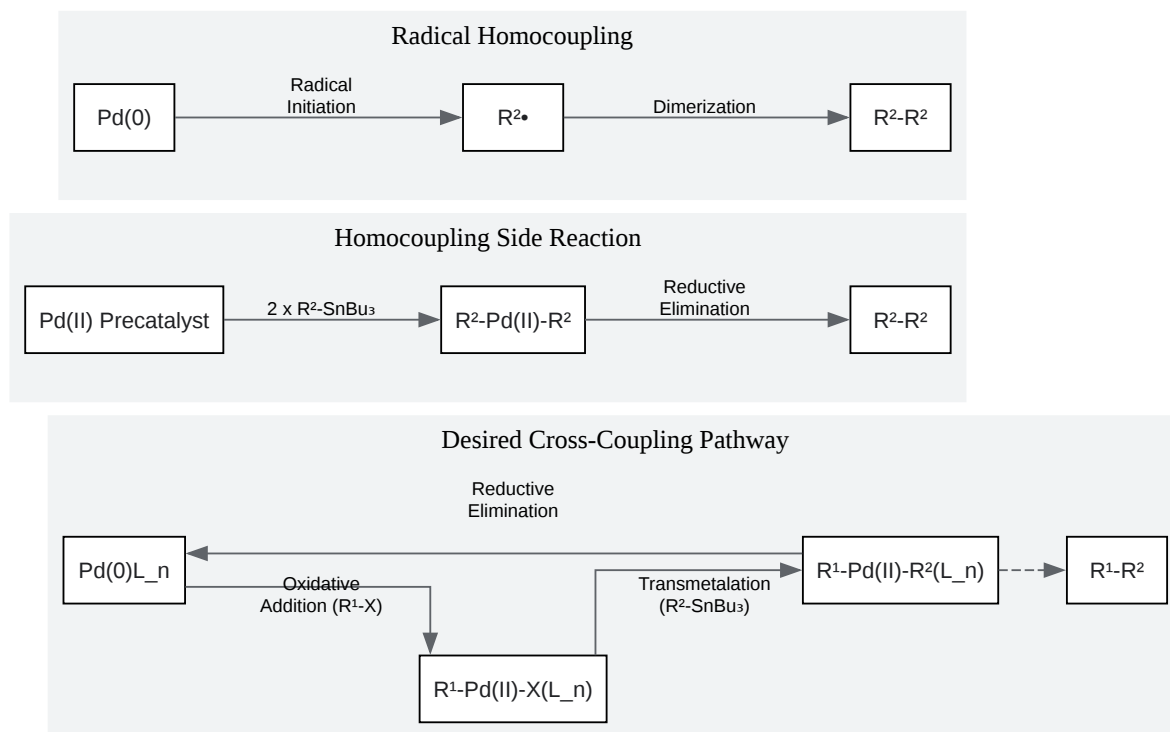 Radical Homocoupling
Radical
Initiation
Pd(0)
R²•
Dimerization
R²-R²
Homocoupling Side Reaction
Pd(II) Precatalyst
2 x R²-SnBu₃
R²-Pd(II)-R²
Reductive
Elimination
R²-R²
Desired Cross-Coupling Pathway
Reductive
Elimination
Pd(0)L_n
Oxidative
Addition (R¹-X)
Transmetalation
(R²-SnBu₃)
R¹-Pd(II)-R²(L_n)
R¹-R²
R¹-Pd(II)-X(L_n)